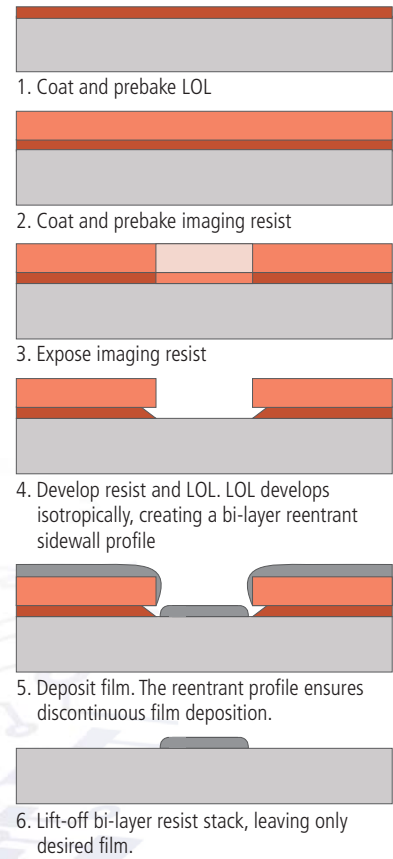 1. Coat and prebake LOL
2. Coat and prebake imaging resist
3. Expose imaging resist
4. Develop resist and LOL. LOL develops
isotropically, creating a bi-layer reentrant
sidewall profile
5. Deposit film. The reentrant profile ensures
discontinuous film deposition.
6. Lift-off bi-layer resist stack, leaving only
desired film.